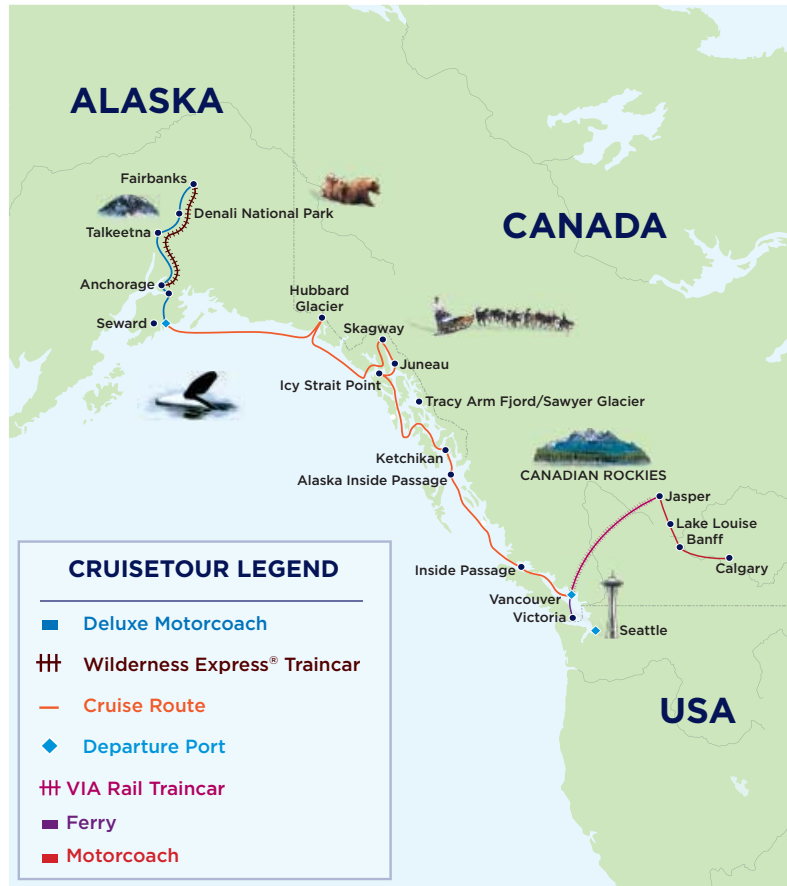 ALASKA
Fairbanks
Denali National Park
Talkeetna
CANADA
Anchorage
Hubbard
Glacier
Seward
Skagway
Juneau
Icy Strait Point
Tracy Arm Fjord/Sawyer Glacier
Ketchikan
CANADIAN ROCKIES
Alaska Inside Passage
Jasper
Lake Louise
Banff
Calgary
Inside Passage
Vancouver
Victoria
Seattle
USA
CRUISETOUR LEGEND
Deluxe Motorcoach
Wilderness Express® Traincar
Cruise Route
Departure Port
VIA Rail Traincar
Ferry
Motorcoach